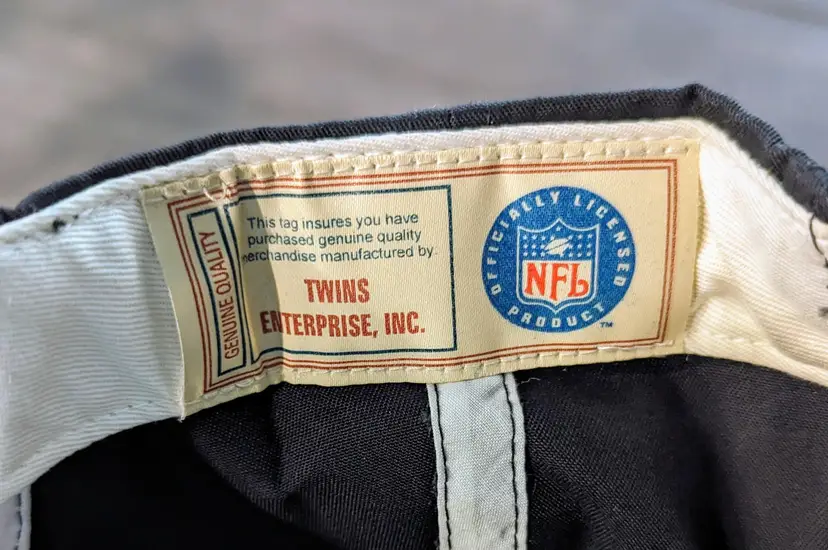 GENUINE QUALITY
This tag insures you have
purchased genuine quality
merchandise manufactured by:
TWINS
ENTERPRISE, INC.
OFFICIALLY LICENSED
NFL
PRODUCT
TM